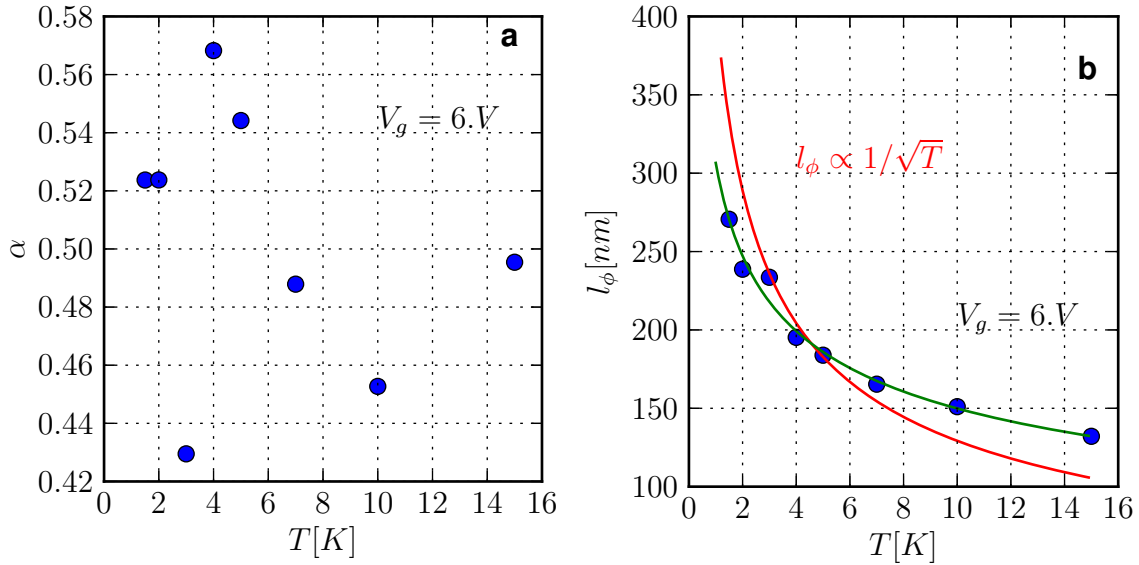 a
0.58
0.56
0.54
0.52
0.50
0.48
0.46
0.44
0.42
α
V_g = 6.V
0 2 4 6 8 10 12 14 16
T[K]
b
400
350
300
250
200
150
100
l_ϕ[nm]
l_ϕ ∝ 1/√T
V_g = 6.V
0 2 4 6 8 10 12 14 16
T[K]